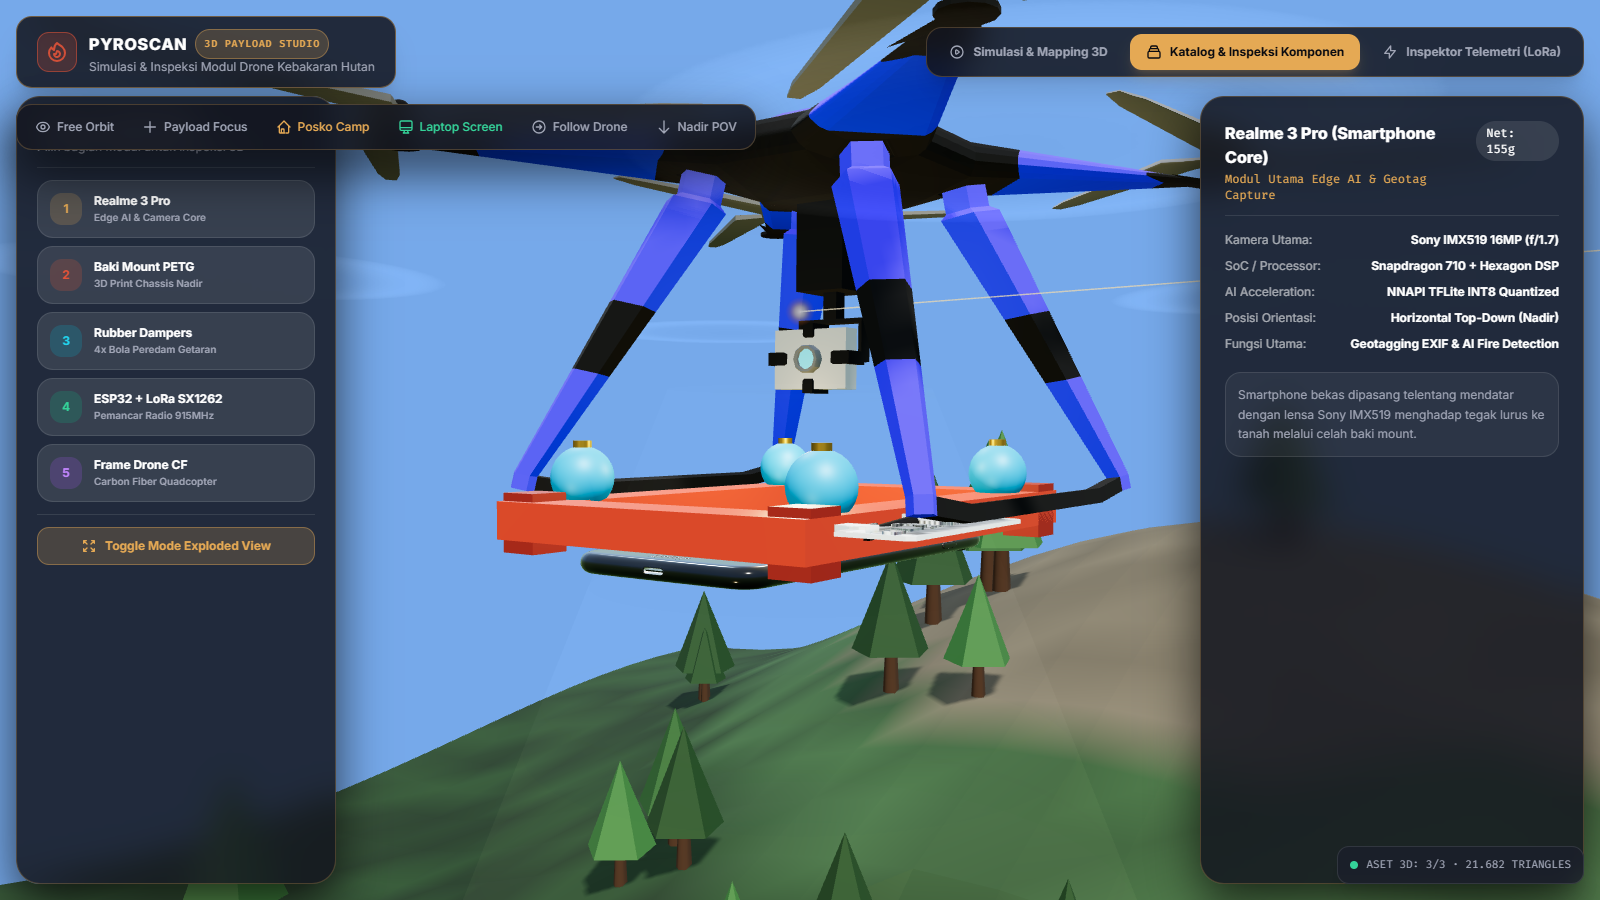 PYROSCAN
3D PAYLOAD STUDIO
Simulasi & Inspeksi Modul Drone Kebakaran Hutan
Simulasi & Mapping 3D
Katalog & Inspeksi Komponen
Inspektor Telemetri (LoRa)
Free Orbit
Payload Focus
Posko Camp
Laptop Screen
Follow Drone
Nadir POV
1
Realme 3 Pro
Edge AI & Camera Core
2
Baki Mount PETG
3D Print Chassis Nadir
3
Rubber Dampers
4x Bola Peredam Getaran
4
ESP32 + LoRa SX1262
Pemancar Radio 915MHz
5
Frame Drone CF
Carbon Fiber Quadcopter
Toggle Mode Exploded View
Realme 3 Pro (Smartphone
Core)
Net:
155g
Modul Utama Edge AI & Geotag
Capture
Kamera Utama: Sony IMX519 16MP (f/1.7)
SoC / Processor: Snapdragon 710 + Hexagon DSP
AI Acceleration: NNAPI TFLite INT8 Quantized
Posisi Orientasi: Horizontal Top-Down (Nadir)
Fungsi Utama: Geotagging EXIF & AI Fire Detection
Smartphone bekas dipasang telentang mendatar
dengan lensa Sony IMX519 menghadap tegak lurus ke
tanah melalui celah baki mount.
ASET 3D: 3/3 · 21.682 TRIANGLES